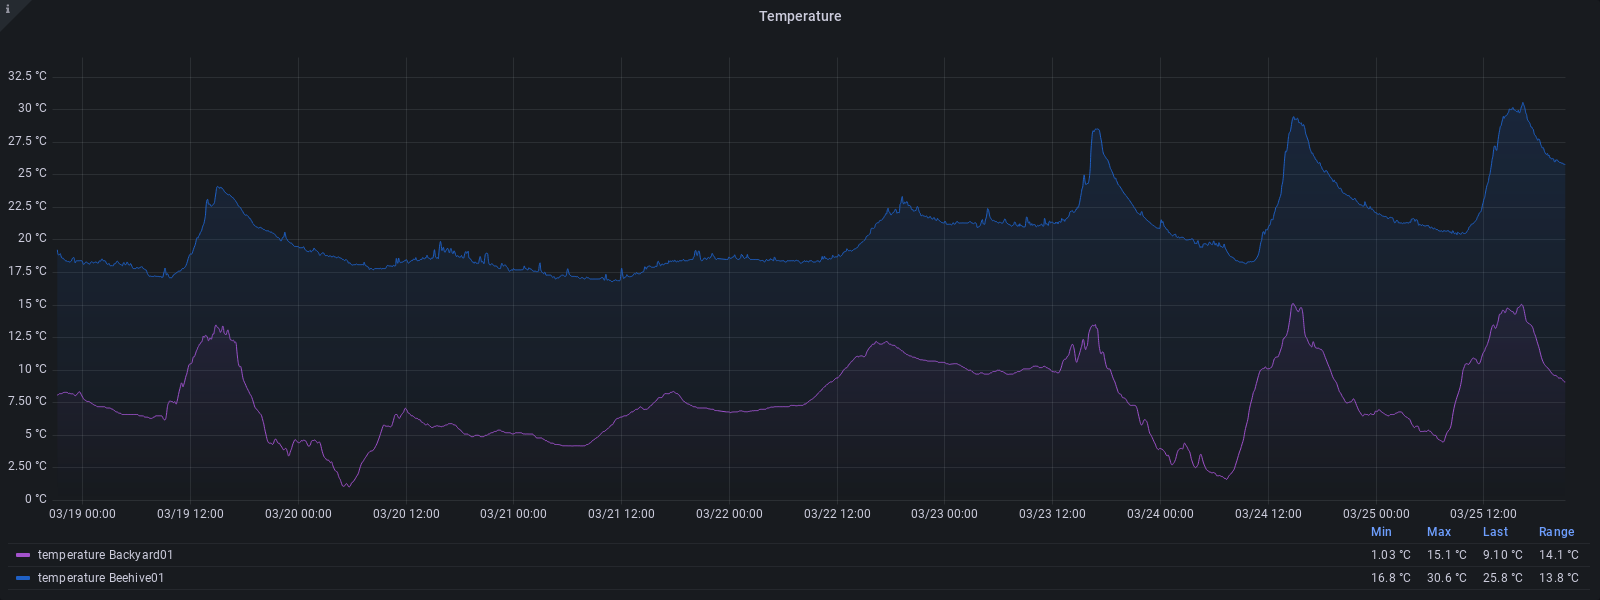 i
Temperature
32.5 °C
30 °C
27.5 °C
25 °C
22.5 °C
20 °C
17.5 °C
15 °C
12.5 °C
10 °C
7.50 °C
5 °C
2.50 °C
0 °C
03/19 00:00 03/19 12:00 03/20 00:00 03/20 12:00 03/21 00:00 03/21 12:00 03/22 00:00 03/22 12:00 03/23 00:00 03/23 12:00 03/24 00:00 03/24 12:00 03/25 00:00 03/25 12:00
Min Max Last Range
temperature Backyard01 1.03 °C 15.1 °C 9.10 °C 14.1 °C
temperature Beehive01 16.8 °C 30.6 °C 25.8 °C 13.8 °C